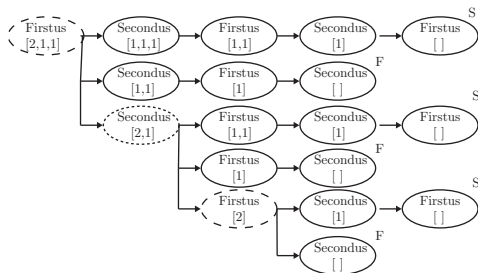 S
Firstus Secondus Firstus Secondus Firstus
[2,1,1] [1,1,1] [1,1] [1] [ ]
F
Secondus Firstus Secondus
[1,1] [1] [ ]
S
Secondus Firstus Secondus Firstus
[2,1] [1,1] [1] [ ]
F
Firstus Secondus
[1] [ ]
S
Firstus Secondus Firstus
[2] [1] [ ]
F
Secondus
[ ]